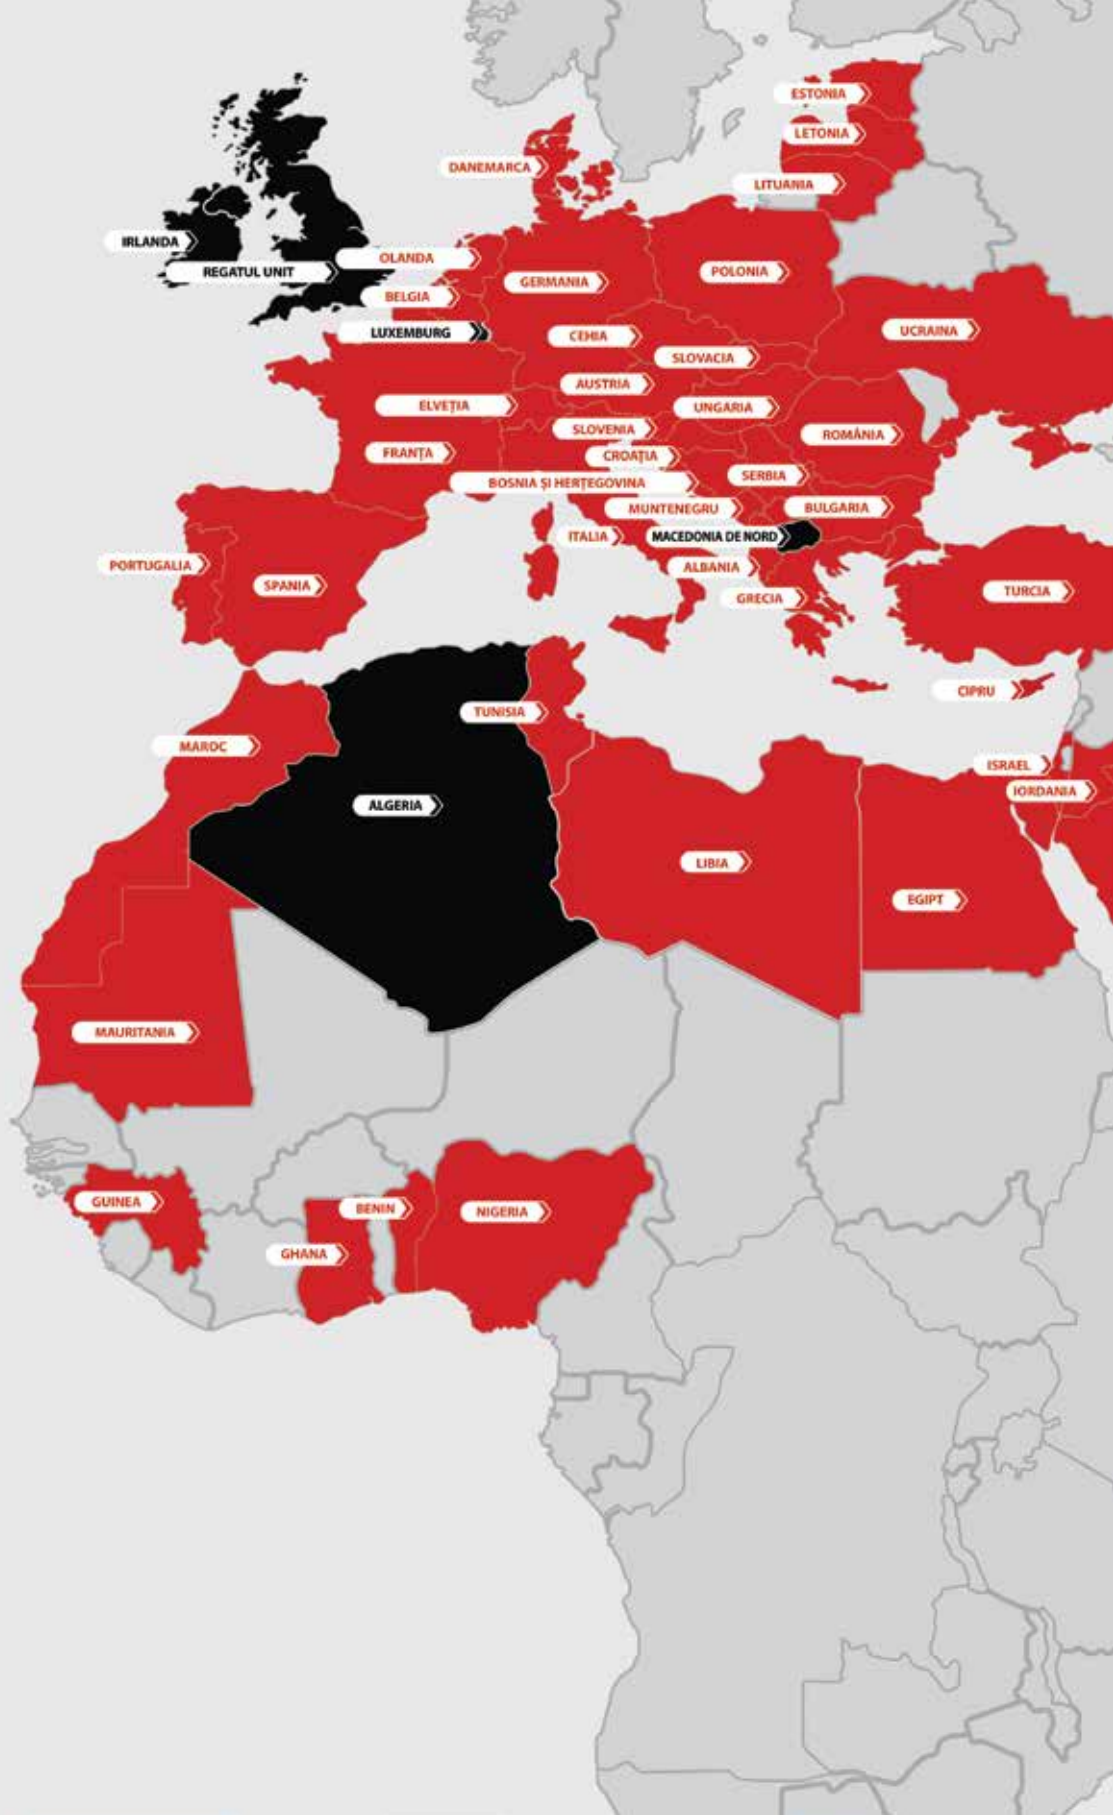 ESTONIA
LETONIA
DANEMARCA
LITUANIA
IRLANDA
REGATUL UNIT
OLANDA
GERMANIA
POLONIA
BELGIA
LUXEMBURG
CEHIA
UCRAINA
SLOVACIA
AUSTRIA
ELVEȚIA
UNGARIA
SLOVENIA
ROMÂNIA
FRANȚA
CROAȚIA
SERBIA
BOSNIA ȘI HERȚEGOVINA
MUNTENEGRU
BULGARIA
ITALIA
MACEDONIA DE NORD
PORTUGALIA
ALBANIA
SPANIA
GRECIA
TURCIA
CIPRU
TUNISIA
MAROC
ISRAEL
IORDANIA
ALGERIA
LIBIA
EGIPT
MAURITANIA
GUINEA
BENIN
NIGERIA
GHANA